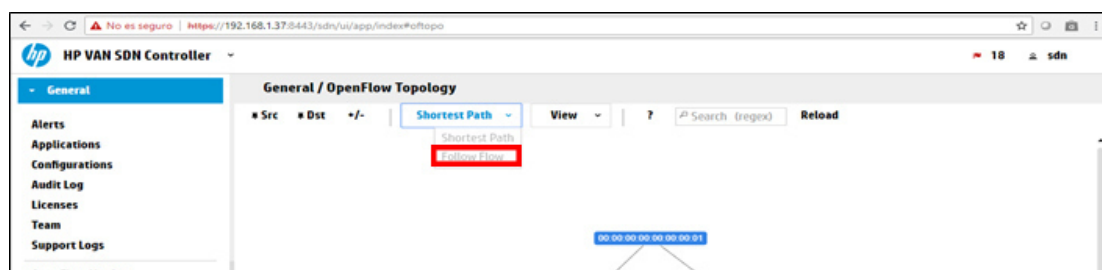 No es seguro | https://192.168.1.37:8443/sdn/ui/app/index#oftopo
hp HP VAN SDN Controller 18 sdn
General
General / OpenFlow Topology
Src Dst +/- Shortest Path View ? Search (regex) Reload
Shortest Path
Follow Flow
Alerts
Applications
Configurations
Audit Log
Licenses
Team
Support Logs
00:00:00:00:00:00:00:01